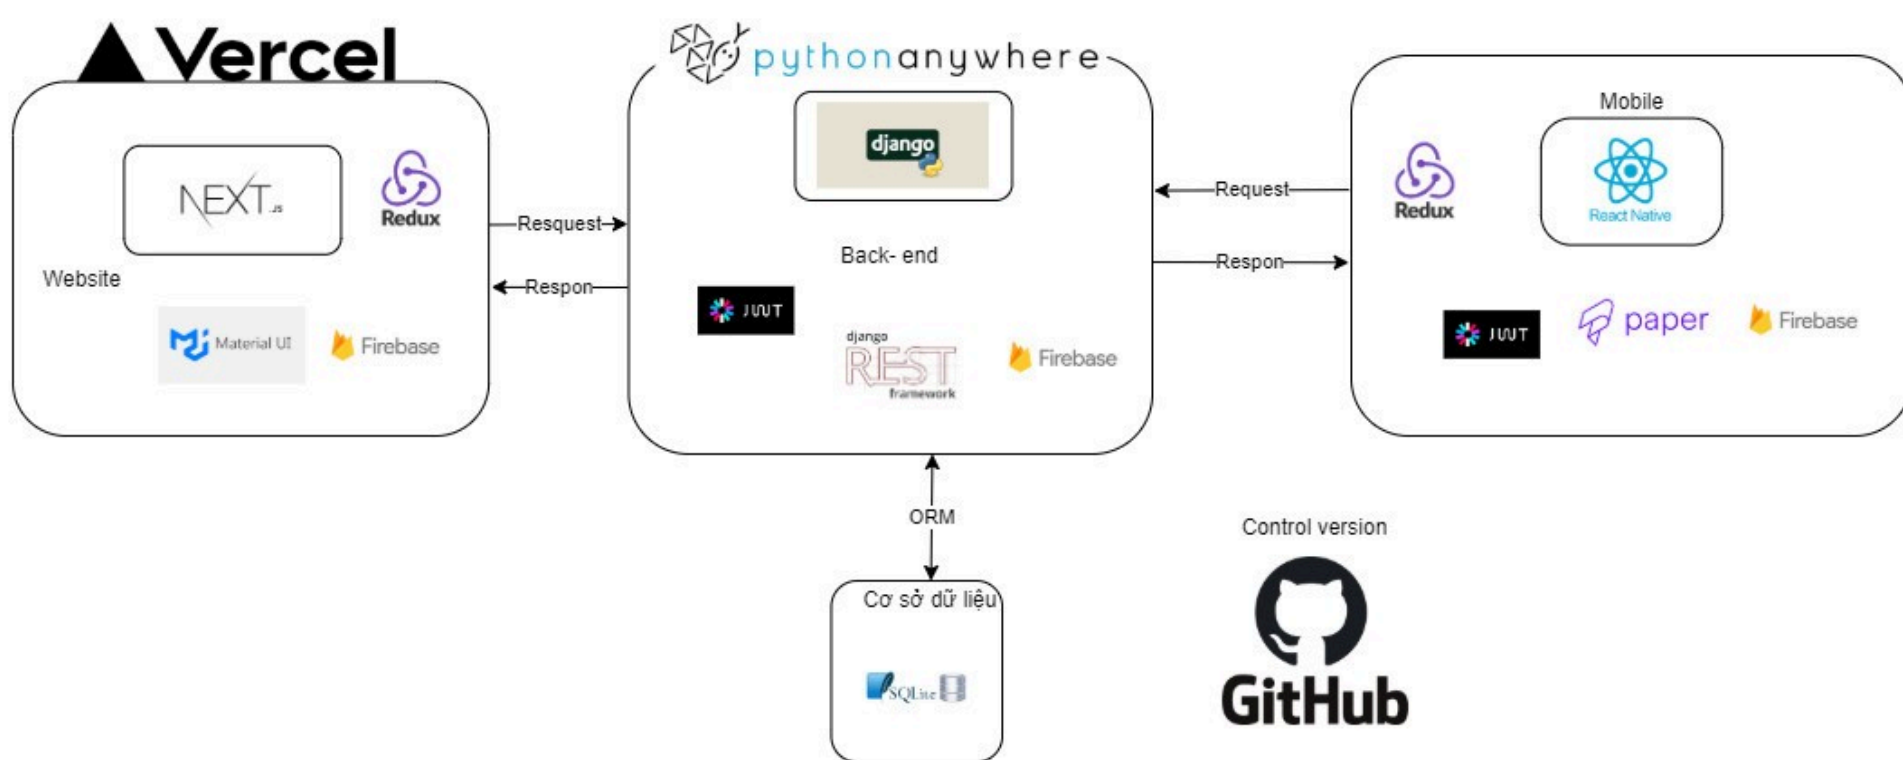 Vercel
NEXT.JS
Redux
Website
Material UI
Firebase
Resquest
Respon
pythonanywhere
django
Back- end
JWT
django
REST
framework
Firebase
Request
Respon
Mobile
Redux
React Native
JWT
paper
Firebase
ORM
Cơ sở dữ liệu
SQLite
Control version
GitHub